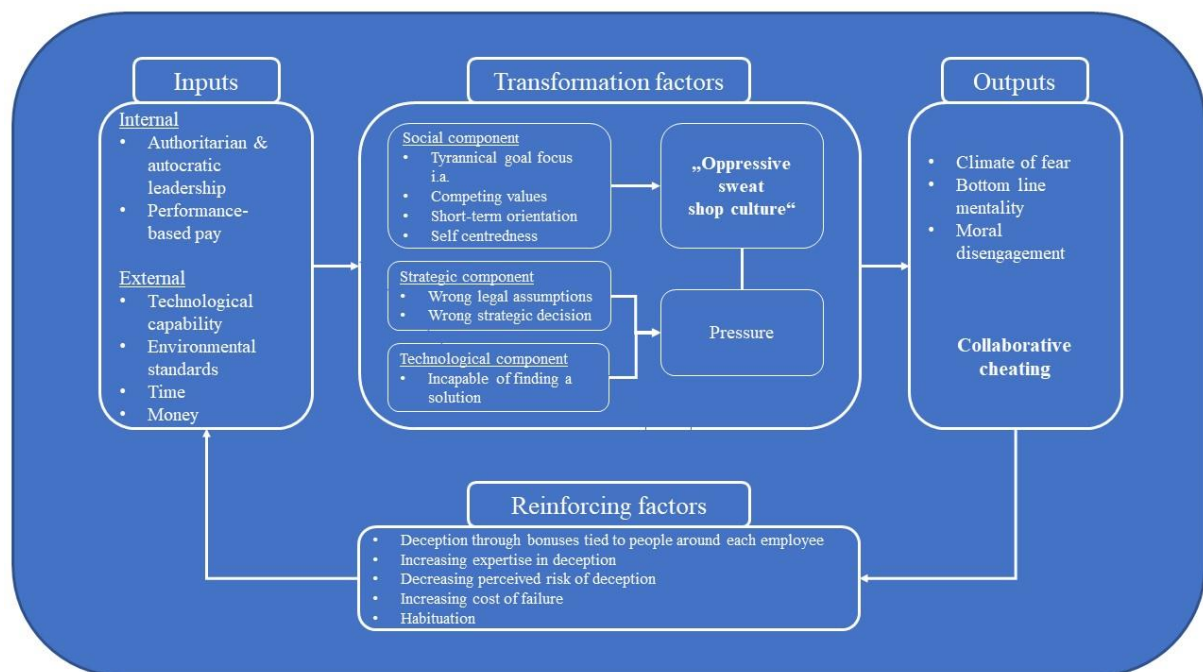 Inputs
Internal
• Authoritarian &
autocratic
leadership
• Performance-
based pay
External
• Technological
capability
• Environmental
standards
• Time
• Money
Transformation factors
Social component
• Tyrannical goal focus
i.a.
• Competing values
• Short-term orientation
• Self centredness
Strategic component
• Wrong legal assumptions
• Wrong strategic decision
Technological component
• Incapable of finding a
solution
„Oppressive
sweat
shop culture“
Pressure
Outputs
• Climate of fear
• Bottom line
mentality
• Moral
disengagement
Collaborative
cheating
Reinforcing factors
• Deception through bonuses tied to people around each employee
• Increasing expertise in deception
• Decreasing perceived risk of deception
• Increasing cost of failure
• Habituation